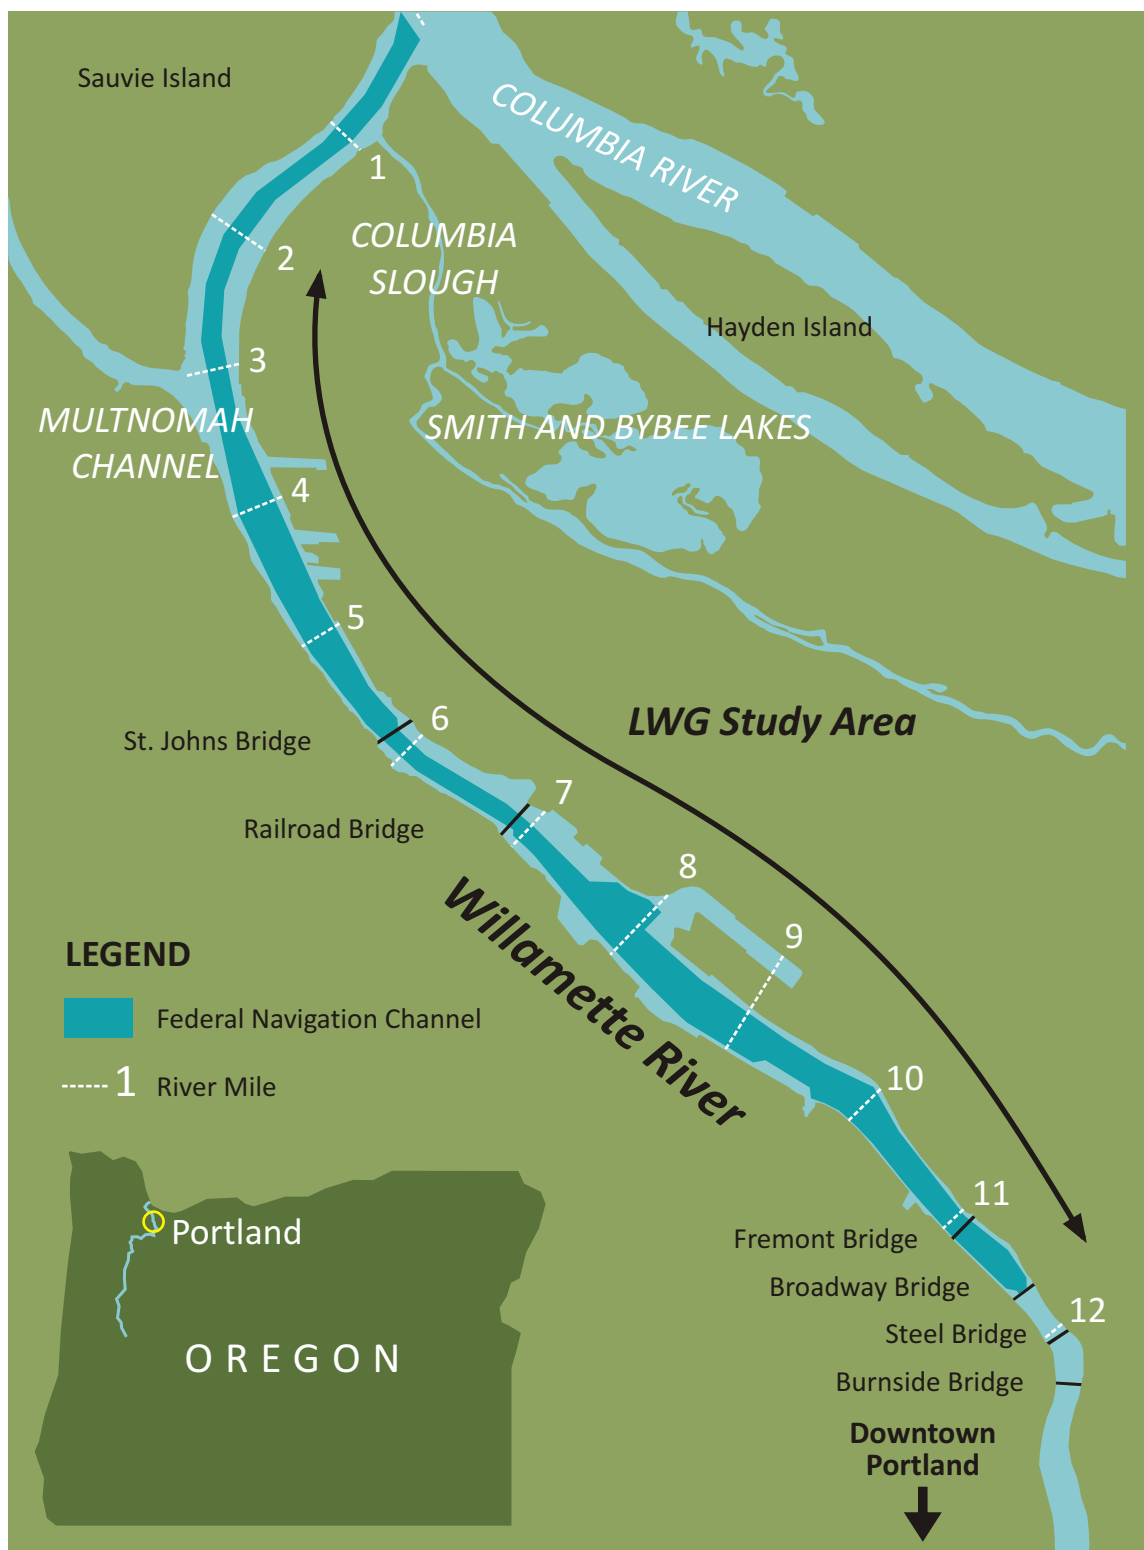 Sauvie Island
COLUMBIA RIVER
1
COLUMBIA
SLOUGH
2
Hayden Island
3
MULTNOMAH
CHANNEL
SMITH AND BYBEE LAKES
4
5
LWG Study Area
6
St. Johns Bridge
7
Railroad Bridge
8
Willamette River
9
LEGEND
Federal Navigation Channel
1 River Mile
10
11
Portland
Fremont Bridge
Broadway Bridge
12
Steel Bridge
OREGON
Burnside Bridge
Downtown
Portland